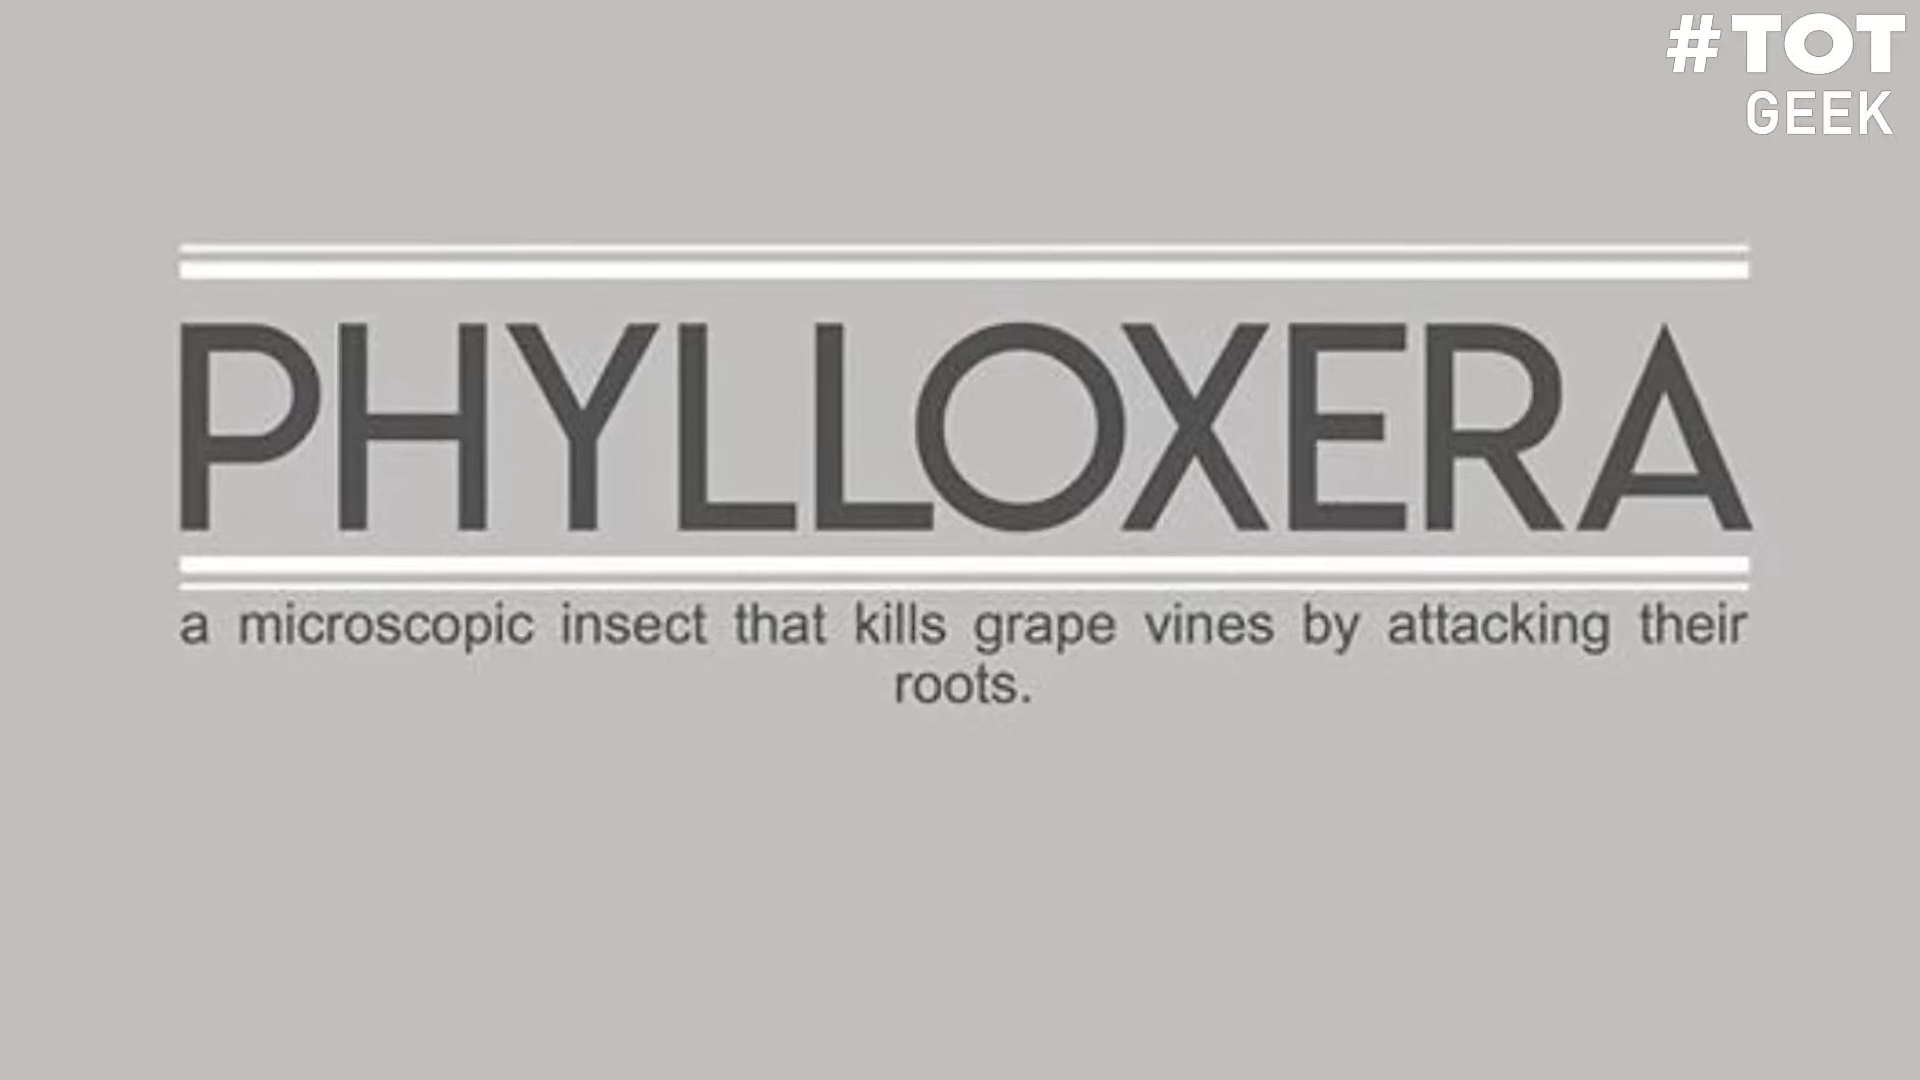 #TOT
GEEK
PHYLLOXERA
a microscopic insect that kills grape vines by attacking their
roots.